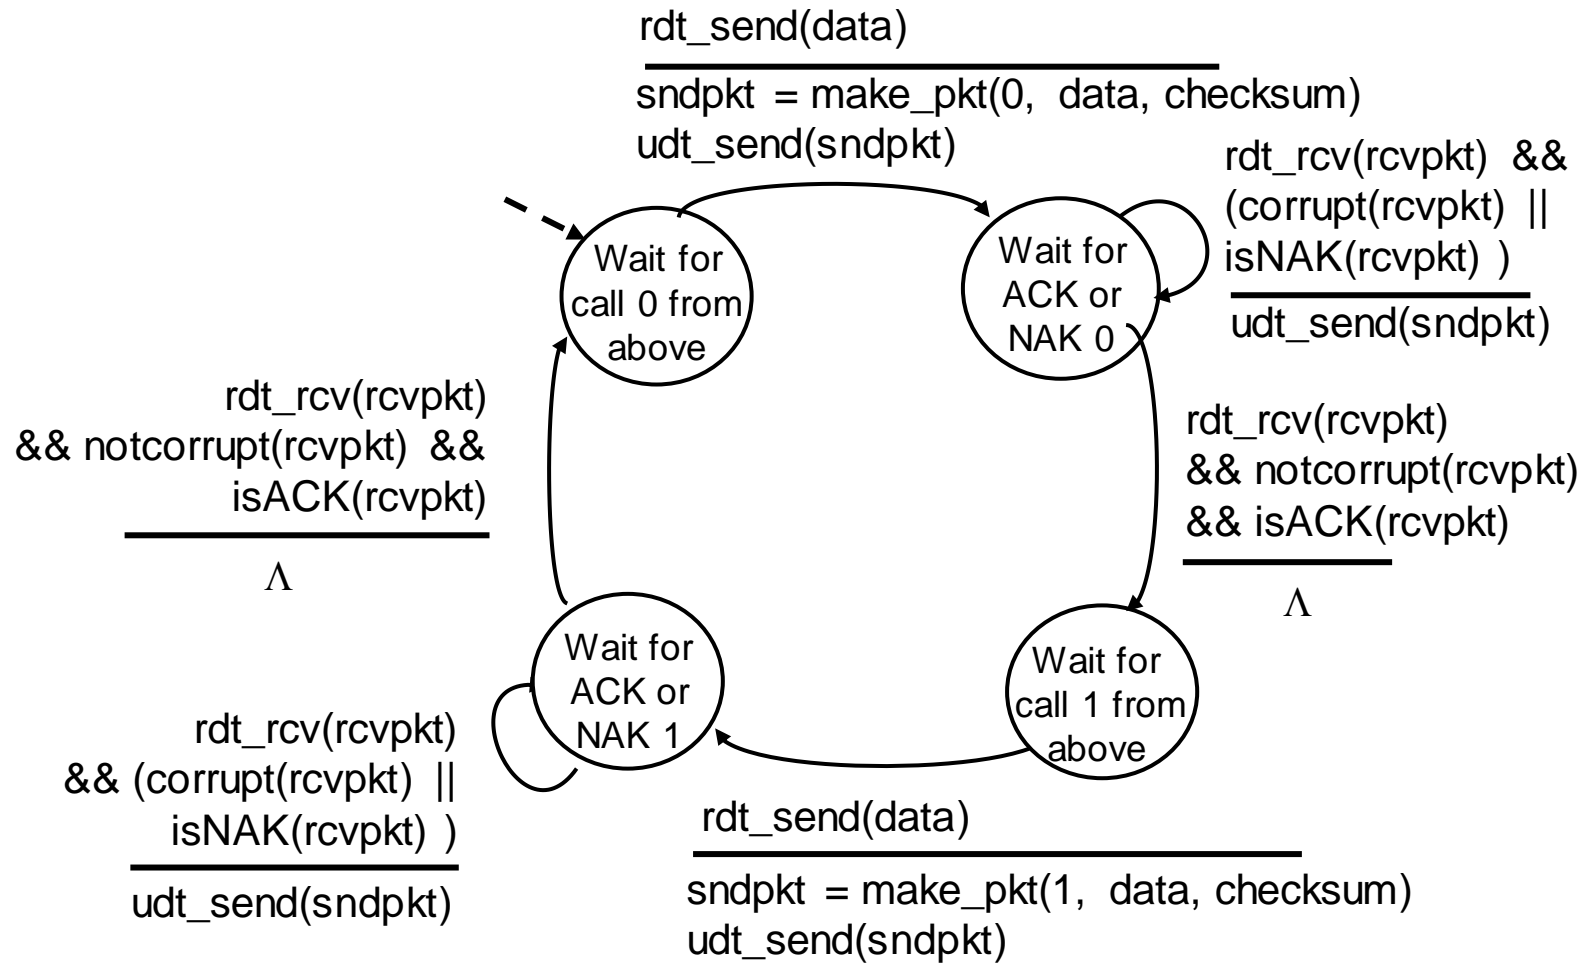 rdt_send(data)
sndpkt = make_pkt(0, data, checksum)
udt_send(sndpkt)
rdt_rcv(rcvpkt) &&
(corrupt(rcvpkt) ||
isNAK(rcvpkt) )
udt_send(sndpkt)
Wait for
call 0 from
above
Wait for
ACK or
NAK 0
rdt_rcv(rcvpkt)
&& notcorrupt(rcvpkt) &&
isACK(rcvpkt)
Λ
rdt_rcv(rcvpkt)
&& notcorrupt(rcvpkt)
&& isACK(rcvpkt)
Λ
Wait for
ACK or
NAK 1
Wait for
call 1 from
above
rdt_rcv(rcvpkt)
&& (corrupt(rcvpkt) ||
isNAK(rcvpkt) )
udt_send(sndpkt)
rdt_send(data)
sndpkt = make_pkt(1, data, checksum)
udt_send(sndpkt)